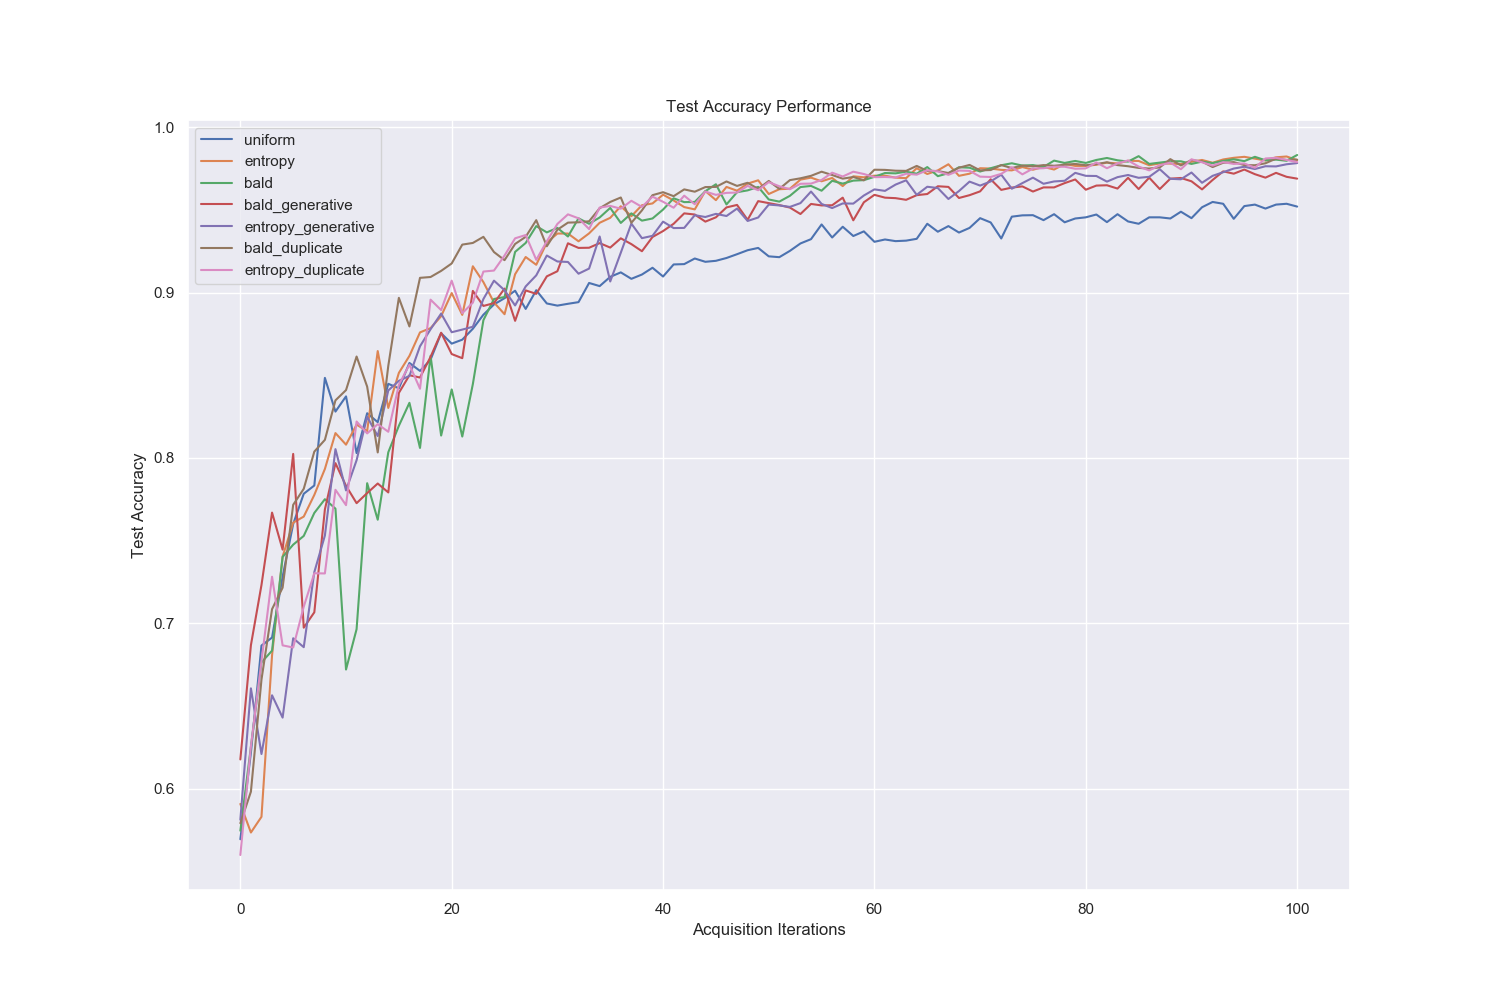 Test Accuracy Performance
1.0
0.9
0.8
0.7
0.6
Test Accuracy
uniform
entropy
bald
bald_generative
entropy_generative
bald_duplicate
entropy_duplicate
0 20 40 60 80 100
Acquisition Iterations